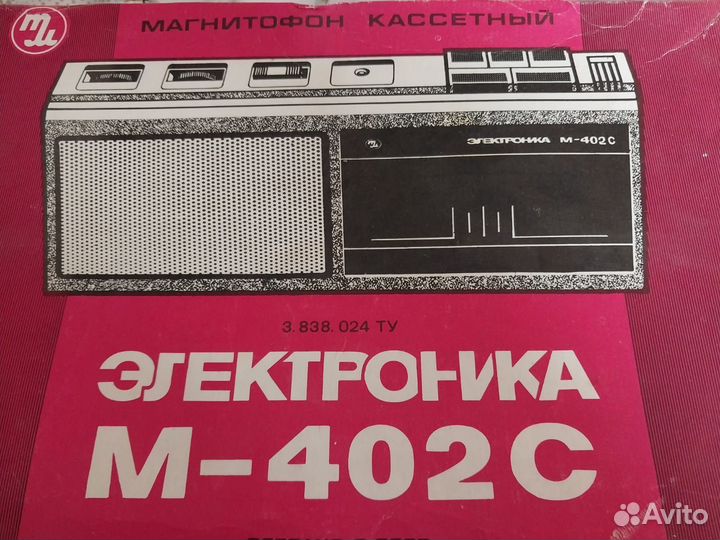 МАГНИТОФОН КАССЕТНЫЙ
ЭЛЕКТРОНИКА М-402С
3.838.024 ТУ
ЭЛЕКТРОНИКА
М-402С
Avito